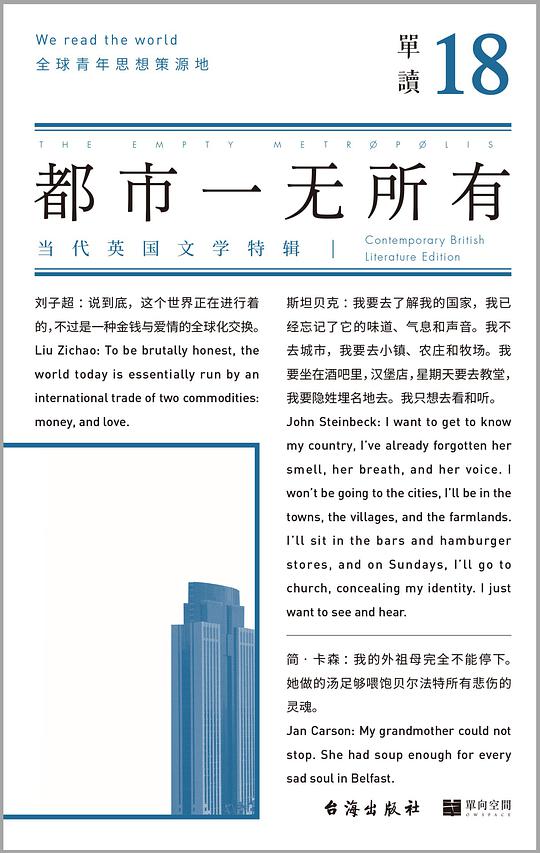 We read the world
全球青年思想策源地
單讀 18
THE EMPTY METRØPØLIS
都市一无所有
当代英国文学特辑 |
Contemporary British
Literature Edition
刘子超：说到底，这个世界正在进行着
的，不过是一种金钱与爱情的全球化交换。
Liu Zichao: To be brutally honest, the
world today is essentially run by an
international trade of two commodities:
money, and love.
斯坦贝克：我要去了解我的国家，我已
经忘记了它的味道、气息和声音。我不
去城市，我要去小镇、农庄和牧场。我
要坐在酒吧里，汉堡店，星期天要去教堂，
我要隐姓埋名地去。我只想去看和听。
John Steinbeck: I want to get to know
my country, I've already forgotten her
smell, her breath, and her voice. I
won't be going to the cities, I'll be in the
towns, the villages, and the farmlands.
I'll sit in the bars and hamburger
stores, and on Sundays, I'll go to
church, concealing my identity. I just
want to see and hear.
简·卡森：我的外祖母完全不能停下。
她做的汤足够喂饱贝尔法特所有悲伤的
灵魂。
Jan Carson: My grandmother could not
stop. She had soup enough for every
sad soul in Belfast.
台海出版社
單向空間
OWSPACE